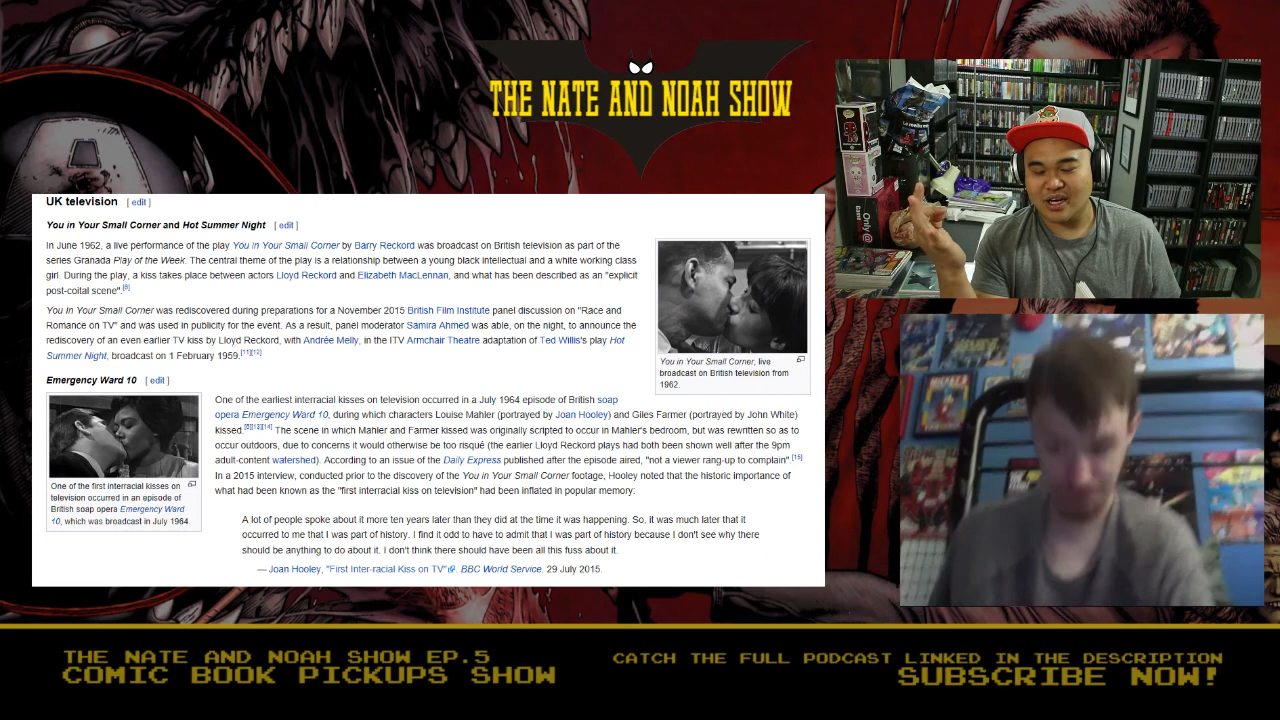 THE NATE AND NOAH SHOW
UK television [ edit ]
You in Your Small Corner and Hot Summer Night [ edit ]
In June 1962, a live performance of the play You in Your Small Corner by Barry Reckord was broadcast on British television as part of the
series Granada Play of the Week. The central theme of the play is a relationship between a young black intellectual and a white working class
girl. During the play, a kiss takes place between actors Lloyd Reckord and Elizabeth MacLennan, and what has been described as an "explicit
post-coital scene".[8]
You In Your Small Corner was rediscovered during preparations for a November 2015 British Film Institute panel discussion on "Race and
Romance on TV" and was used in publicity for the event. As a result, panel moderator Samira Ahmed was able, on the night, to announce the
rediscovery of an even earlier TV kiss by Lloyd Reckord, with Andrée Melly, in the ITV Armchair Theatre adaptation of Ted Willis's play Hot
Summer Night, broadcast on 1 February 1959.[11][12]
You in Your Small Corner, live
broadcast on British television from
1962.
Emergency Ward 10 [ edit ]
One of the first interracial kisses on
television occurred in an episode of
British soap opera Emergency Ward
10, which was broadcast in July 1964.
One of the earliest interracial kisses on television occurred in a July 1964 episode of British soap
opera Emergency Ward 10, during which characters Louise Mahler (portrayed by Joan Hooley) and Giles Farmer (portrayed by John White)
kissed.[13][14] The scene in which Mahler and Farmer kissed was originally scripted to occur in Mahler's bedroom, but was rewritten so as to
occur outdoors, due to concerns it would otherwise be too risqué (the earlier Lloyd Reckord plays had both been shown well after the 9pm
adult-content watershed). According to an issue of the Daily Express published after the episode aired, "not a viewer rang-up to complain".[15]
In a 2015 interview, conducted prior to the discovery of the You in Your Small Corner footage, Hooley noted that the historic importance of
what had been known as the "first interracial kiss on television" had been inflated in popular memory:
A lot of people spoke about it more ten years later than they did at the time it was happening. So, it was much later that it
occurred to me that I was part of history. I find it odd to have to admit that I was part of history because I don't see why there
should be anything to do about it. I don't think there should have been all this fuss about it.
— Joan Hooley, "First Inter-racial Kiss on TV". BBC World Service. 29 July 2015.
Only @
THE NATE AND NOAH SHOW EP.5
COMIC BOOK PICKUPS SHOW
CATCH THE FULL PODCAST LINKED IN THE DESCRIPTION
SUBSCRIBE NOW!